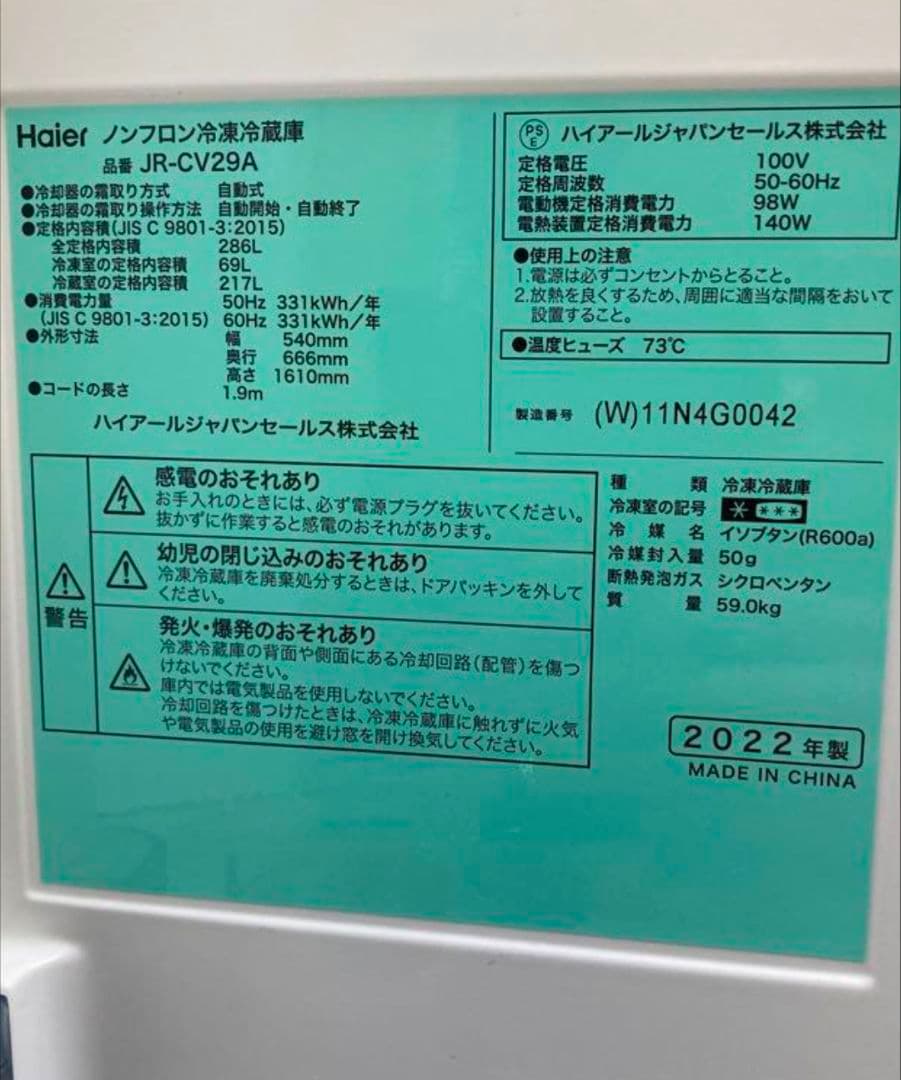 Haier ノンフロン冷凍冷蔵庫
品番 JR-CV29A
●冷却器の霜取り方式 自動式
●冷却器の霜取り操作方法 自動開始・自動終了
●定格内容積(JIS C 9801-3:2015)
全定格内容積 286L
冷凍室の定格内容積 69L
冷蔵室の定格内容積 217L
●消費電力量 50Hz 331kWh/年
(JIS C 9801-3:2015) 60Hz 331kWh/年
●外形寸法 幅 540mm
奥行 666mm
高さ 1610mm
●コードの長さ 1.9m
ハイアールジャパンセールス株式会社
PS E ハイアールジャパンセールス株式会社
定格電圧 100V
定格周波数 50-60Hz
電動機定格消費電力 98W
電熱装置定格消費電力 140W
●使用上の注意
1.電源は必ずコンセントからとること。
2.放熱を良くするため、周囲に適当な間隔をおいて
設置すること。
●温度ヒューズ 73℃
製造番号 (W)11N4G0042
警告
感電のおそれあり
お手入れのときには、必ず電源プラグを抜いてください。
抜かずに作業すると感電のおそれがあります。
幼児の閉じ込みのおそれあり
冷凍冷蔵庫を廃棄処分するときは、ドアパッキンを外して
ください。
発火・爆発のおそれあり
冷凍冷蔵庫の背面や側面にある冷却回路(配管)を傷つ
けないでください。
庫内では電気製品を使用しないでください。
冷却回路を傷つけたときは、冷凍冷蔵庫に触れずに火気
や電気製品の使用を避け窓を開け換気してください。
種類 冷凍冷蔵庫
冷凍室の記号 * ***
冷媒名 イソブタン(R600a)
冷媒封入量 50g
断熱発泡ガス シクロペンタン
質量 59.0kg
2022年製
MADE IN CHINA